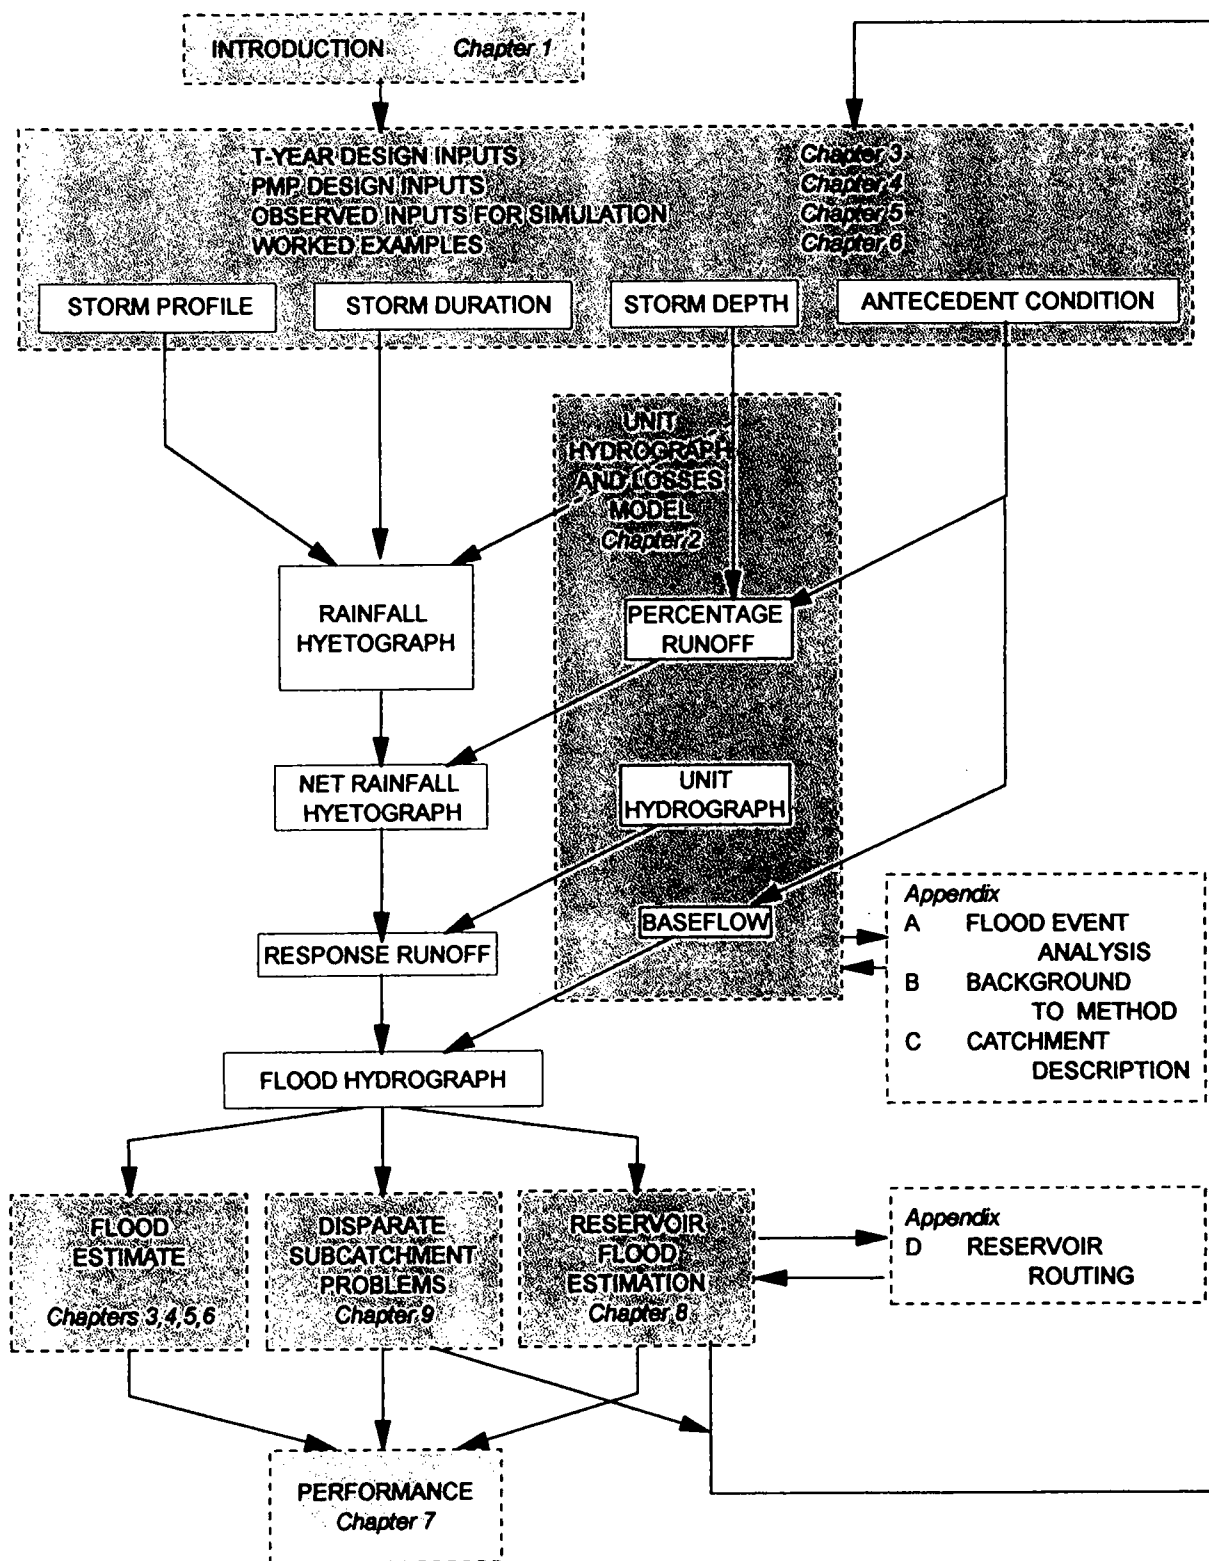 INTRODUCTION Chapter 1
T-YEAR DESIGN INPUTS Chapter 3
PMP DESIGN INPUTS Chapter 4
OBSERVED INPUTS FOR SIMULATION Chapter 5
WORKED EXAMPLES Chapter 6
STORM PROFILE
STORM DURATION
STORM DEPTH
ANTECEDENT CONDITION
UNIT
HYDROGRAPH
AND LOSSES
MODEL
Chapter 2
RAINFALL
HYETOGRAPH
PERCENTAGE
RUNOFF
NET RAINFALL
HYETOGRAPH
UNIT
HYDROGRAPH
BASEFLOW
RESPONSE RUNOFF
Appendix
A FLOOD EVENT
ANALYSIS
B BACKGROUND
TO METHOD
C CATCHMENT
DESCRIPTION
FLOOD HYDROGRAPH
FLOOD
ESTIMATE
Chapters 3,4,5,6
DISPARATE
SUBCATCHMENT
PROBLEMS
Chapter 9
RESERVOIR
FLOOD
ESTIMATION
Chapter 8
Appendix
D RESERVOIR
ROUTING
PERFORMANCE
Chapter 7